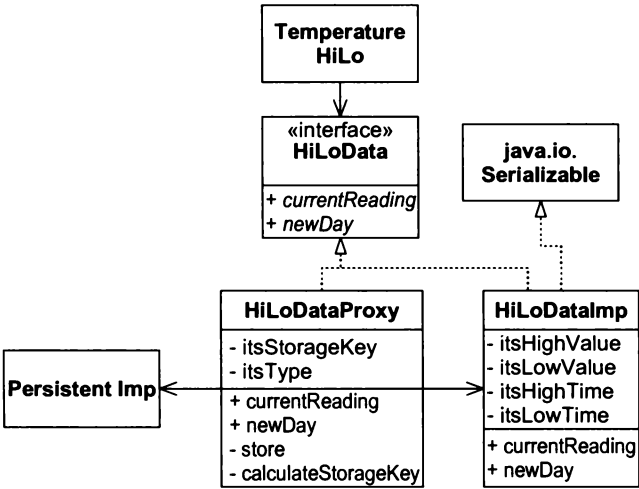 Temperature
HiLo
«interface»
HiLoData
+ currentReading
+ newDay
java.io.
Serializable
HiLoDataProxy
- itsStorageKey
- itsType
+ currentReading
+ newDay
- store
- calculateStorageKey
HiLoDataImp
- itsHighValue
- itsLowValue
- itsHighTime
- itsLowTime
+ currentReading
+ newDay
Persistent Imp